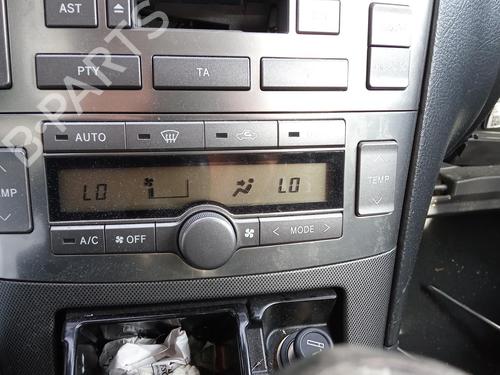 AST
PTY
TA
B-PARTS
AUTO
TEMP
LO
LO
TEMP
A/C
OFF
< MODE >